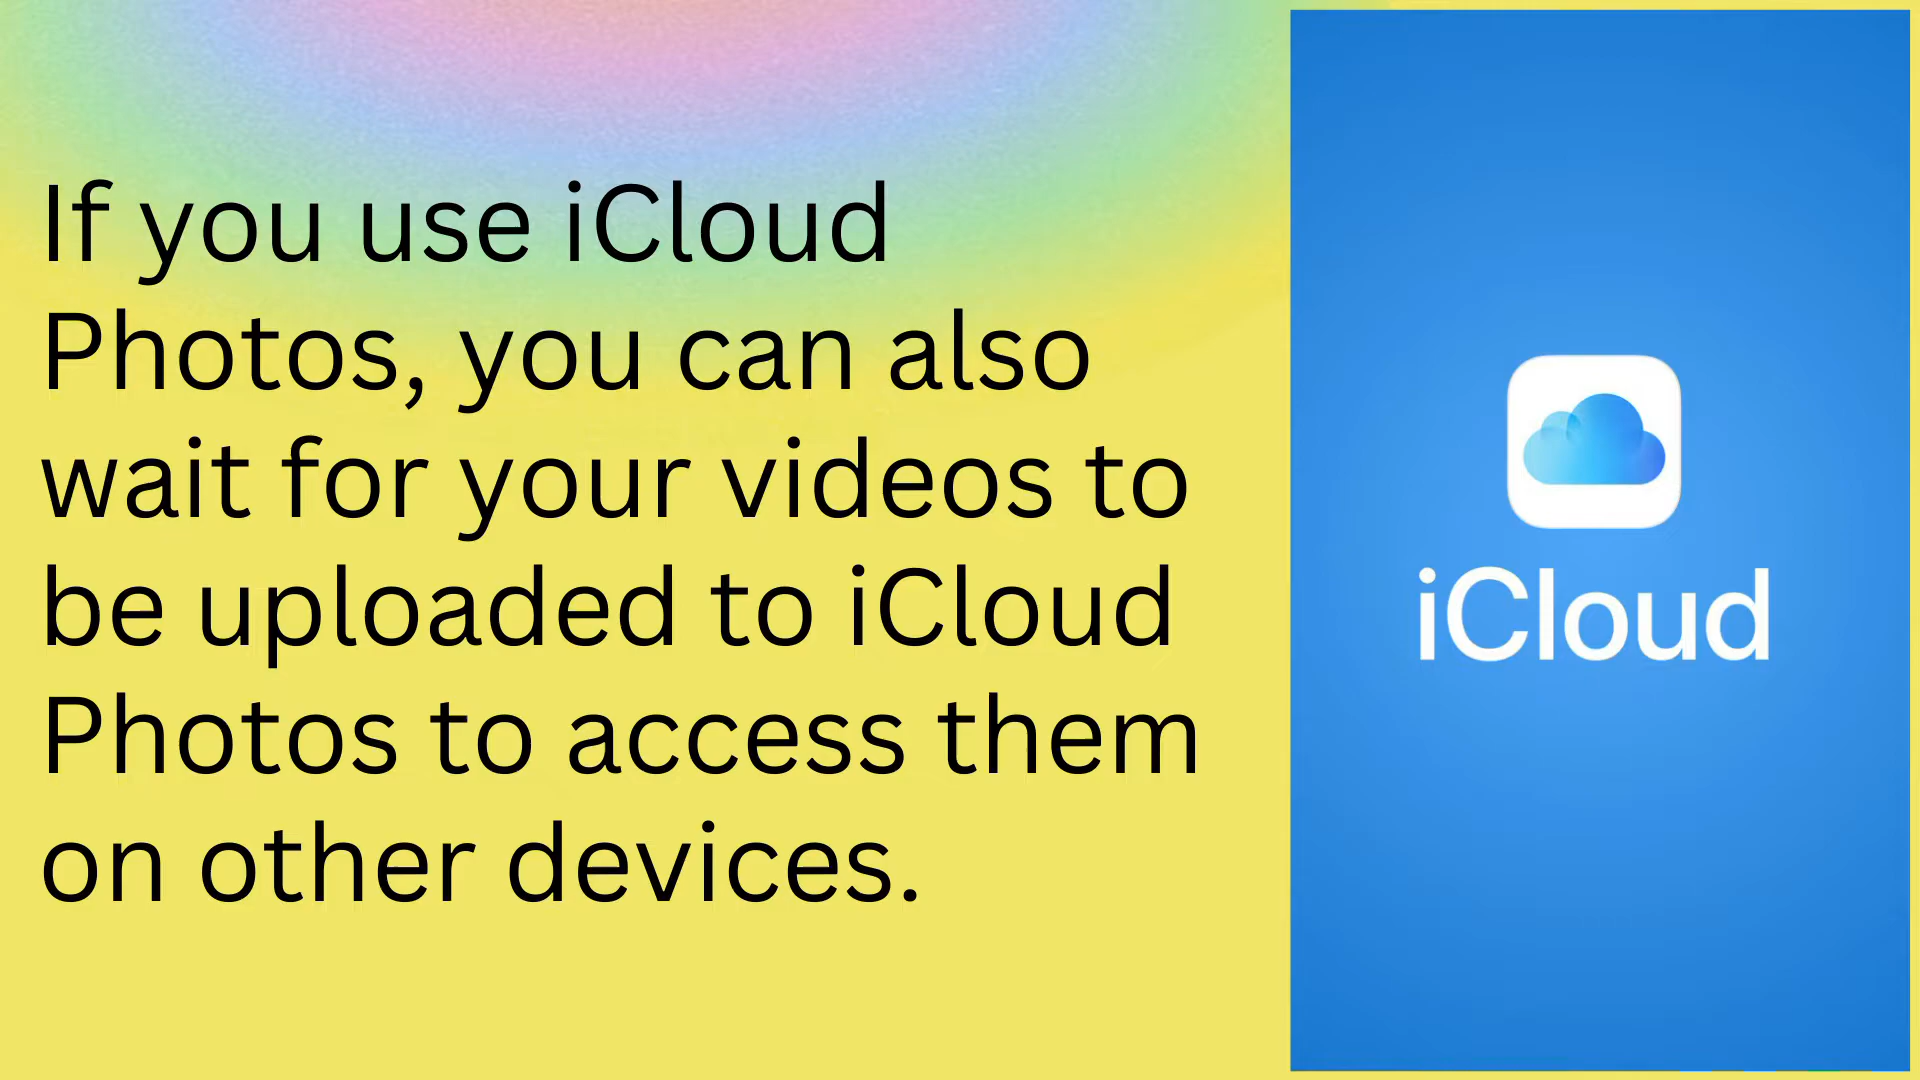 If you use iCloud
Photos, you can also
wait for your videos to
be uploaded to iCloud
Photos to access them
on other devices.
iCloud